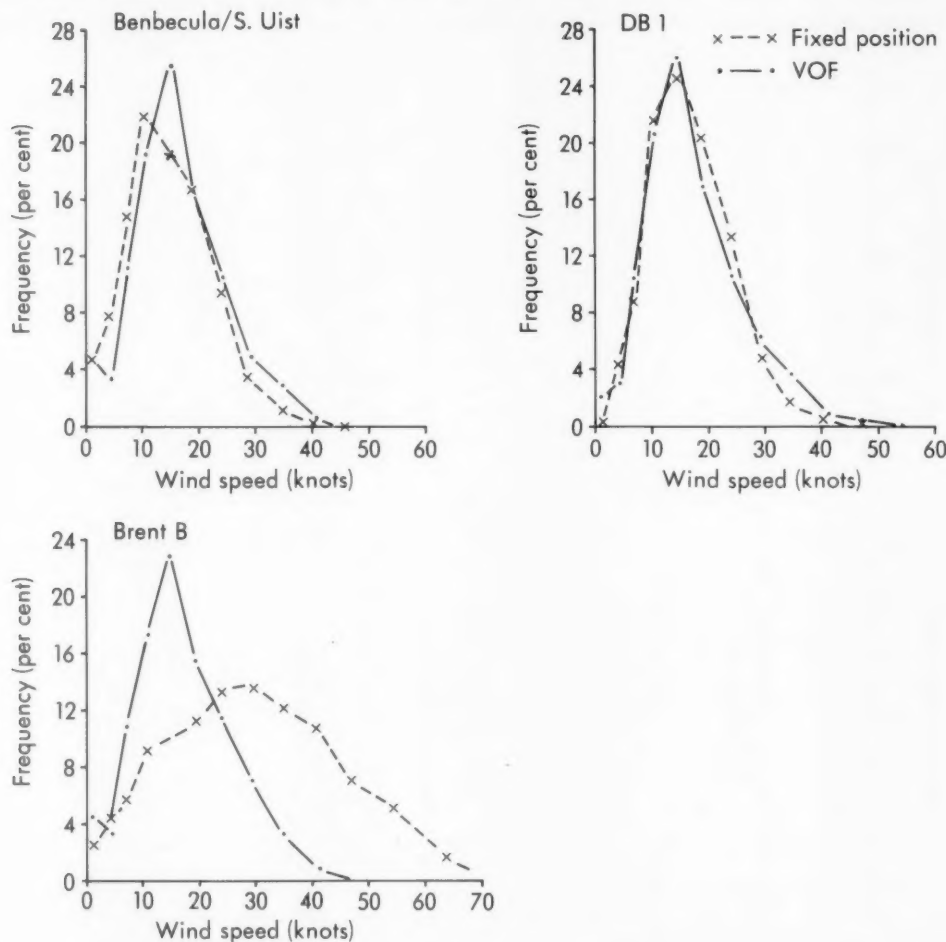 Benbecula/S. Uist
28
24
20
16
12
8
4
0
Frequency (per cent)
0 10 20 30 40 50 60
Wind speed (knots)
DB 1
x---x Fixed position
·—· VOF
28
24
20
16
12
8
4
0
Frequency (per cent)
0 10 20 30 40 50 60
Wind speed (knots)
Brent B
24
20
16
12
8
4
0
Frequency (per cent)
0 10 20 30 40 50 60 70
Wind speed (knots)